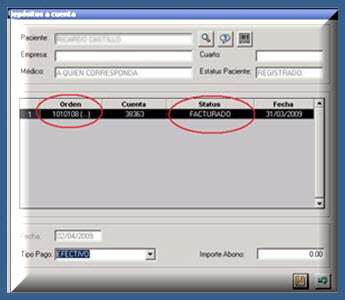 Depósitos a cuenta
Paciente: RICARDO CASTILLO
Empresa: Cuarto:
Médico: A QUIEN CORRESPONDA Estatus Paciente: REGISTRADO
Orden Cuenta Status Fecha
1 1010108 (...) 38363 FACTURADO 31/03/2009
Fecha: 02/04/2009
Tipo Pago: EFECTIVO Importe Abono: 0.00